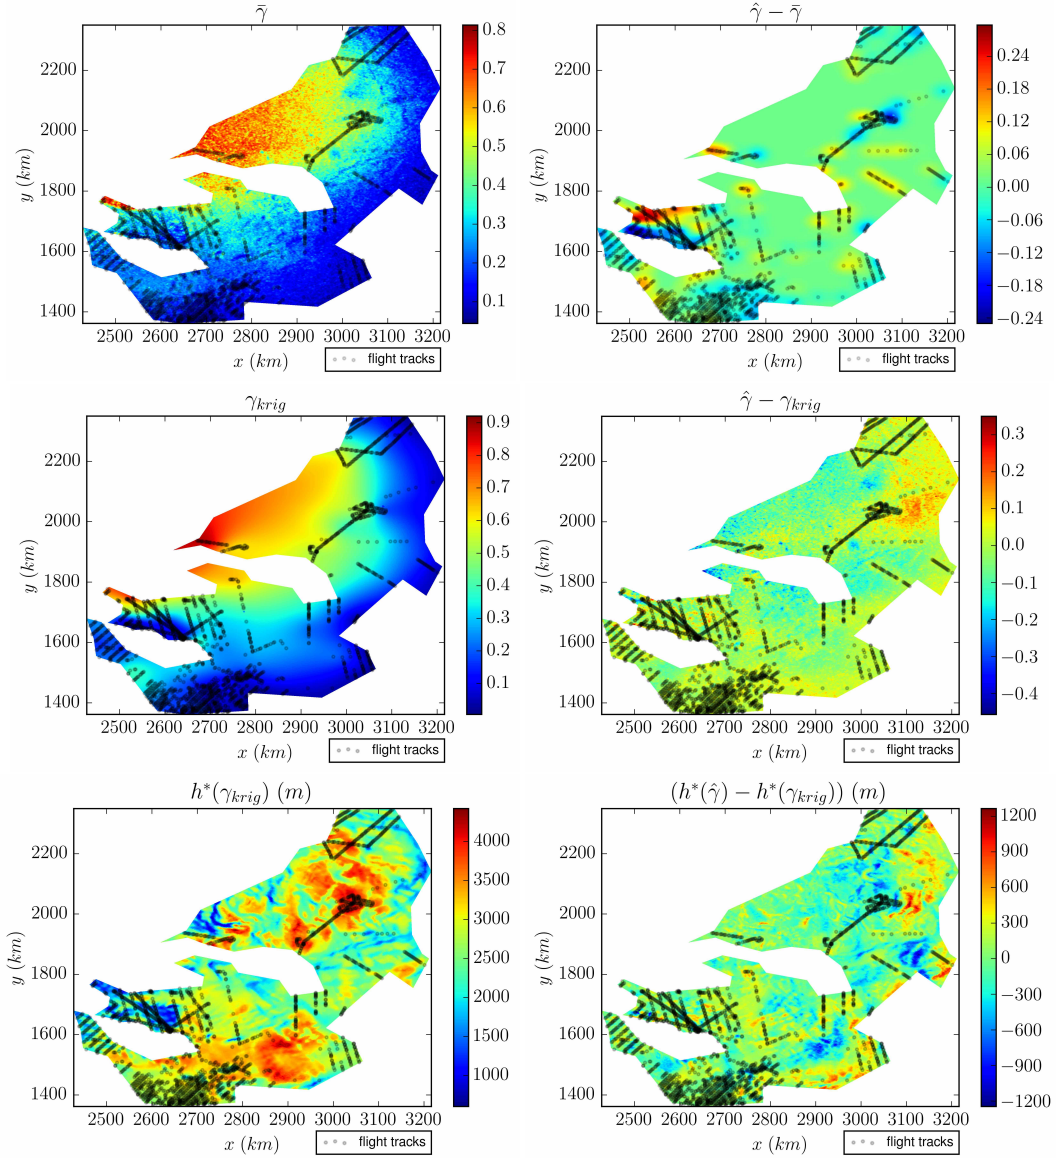 γ̄
2200
2000
1800
1600
1400
y (km)
2500 2600 2700 2800 2900 3000 3100 3200
x (km)
flight tracks
0.8
0.7
0.6
0.5
0.4
0.3
0.2
0.1
γ̂ − γ̄
2200
2000
1800
1600
1400
y (km)
2500 2600 2700 2800 2900 3000 3100 3200
x (km)
flight tracks
0.24
0.18
0.12
0.06
0.00
−0.06
−0.12
−0.18
−0.24
γkrig
2200
2000
1800
1600
1400
y (km)
2500 2600 2700 2800 2900 3000 3100 3200
x (km)
flight tracks
0.9
0.8
0.7
0.6
0.5
0.4
0.3
0.2
0.1
γ̂ − γkrig
2200
2000
1800
1600
1400
y (km)
2500 2600 2700 2800 2900 3000 3100 3200
x (km)
flight tracks
0.3
0.2
0.1
0.0
−0.1
−0.2
−0.3
−0.4
h*(γkrig) (m)
2200
2000
1800
1600
1400
y (km)
2500 2600 2700 2800 2900 3000 3100 3200
x (km)
flight tracks
4000
3500
3000
2500
2000
1500
1000
(h*(γ̂) − h*(γkrig)) (m)
2200
2000
1800
1600
1400
y (km)
2500 2600 2700 2800 2900 3000 3100 3200
x (km)
flight tracks
1200
900
600
300
0
−300
−600
−900
−1200